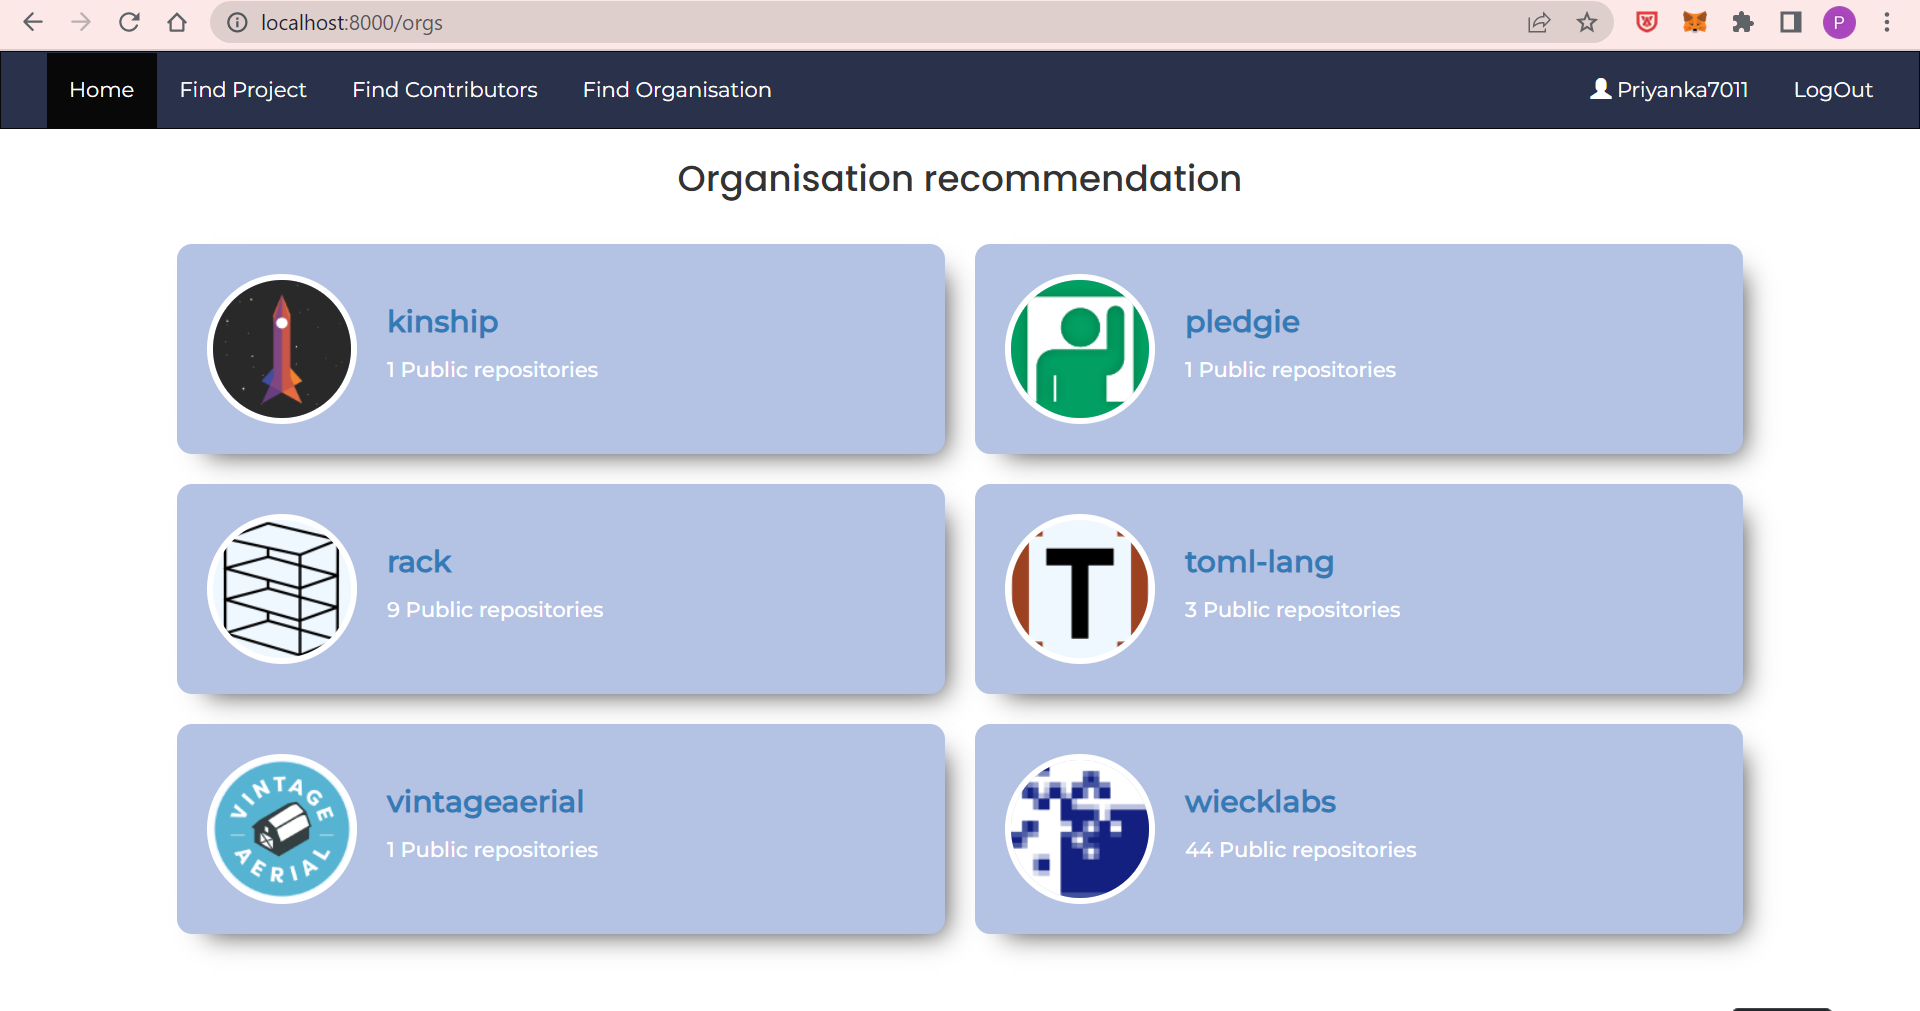 localhost:8000/orgs
P
Home Find Project Find Contributors Find Organisation Priyanka7011 LogOut
Organisation recommendation
kinship
1 Public repositories
pledgie
1 Public repositories
rack
9 Public repositories
T
toml-lang
3 Public repositories
VINTAGE
AERIAL
vintageaerial
1 Public repositories
wiecklabs
44 Public repositories